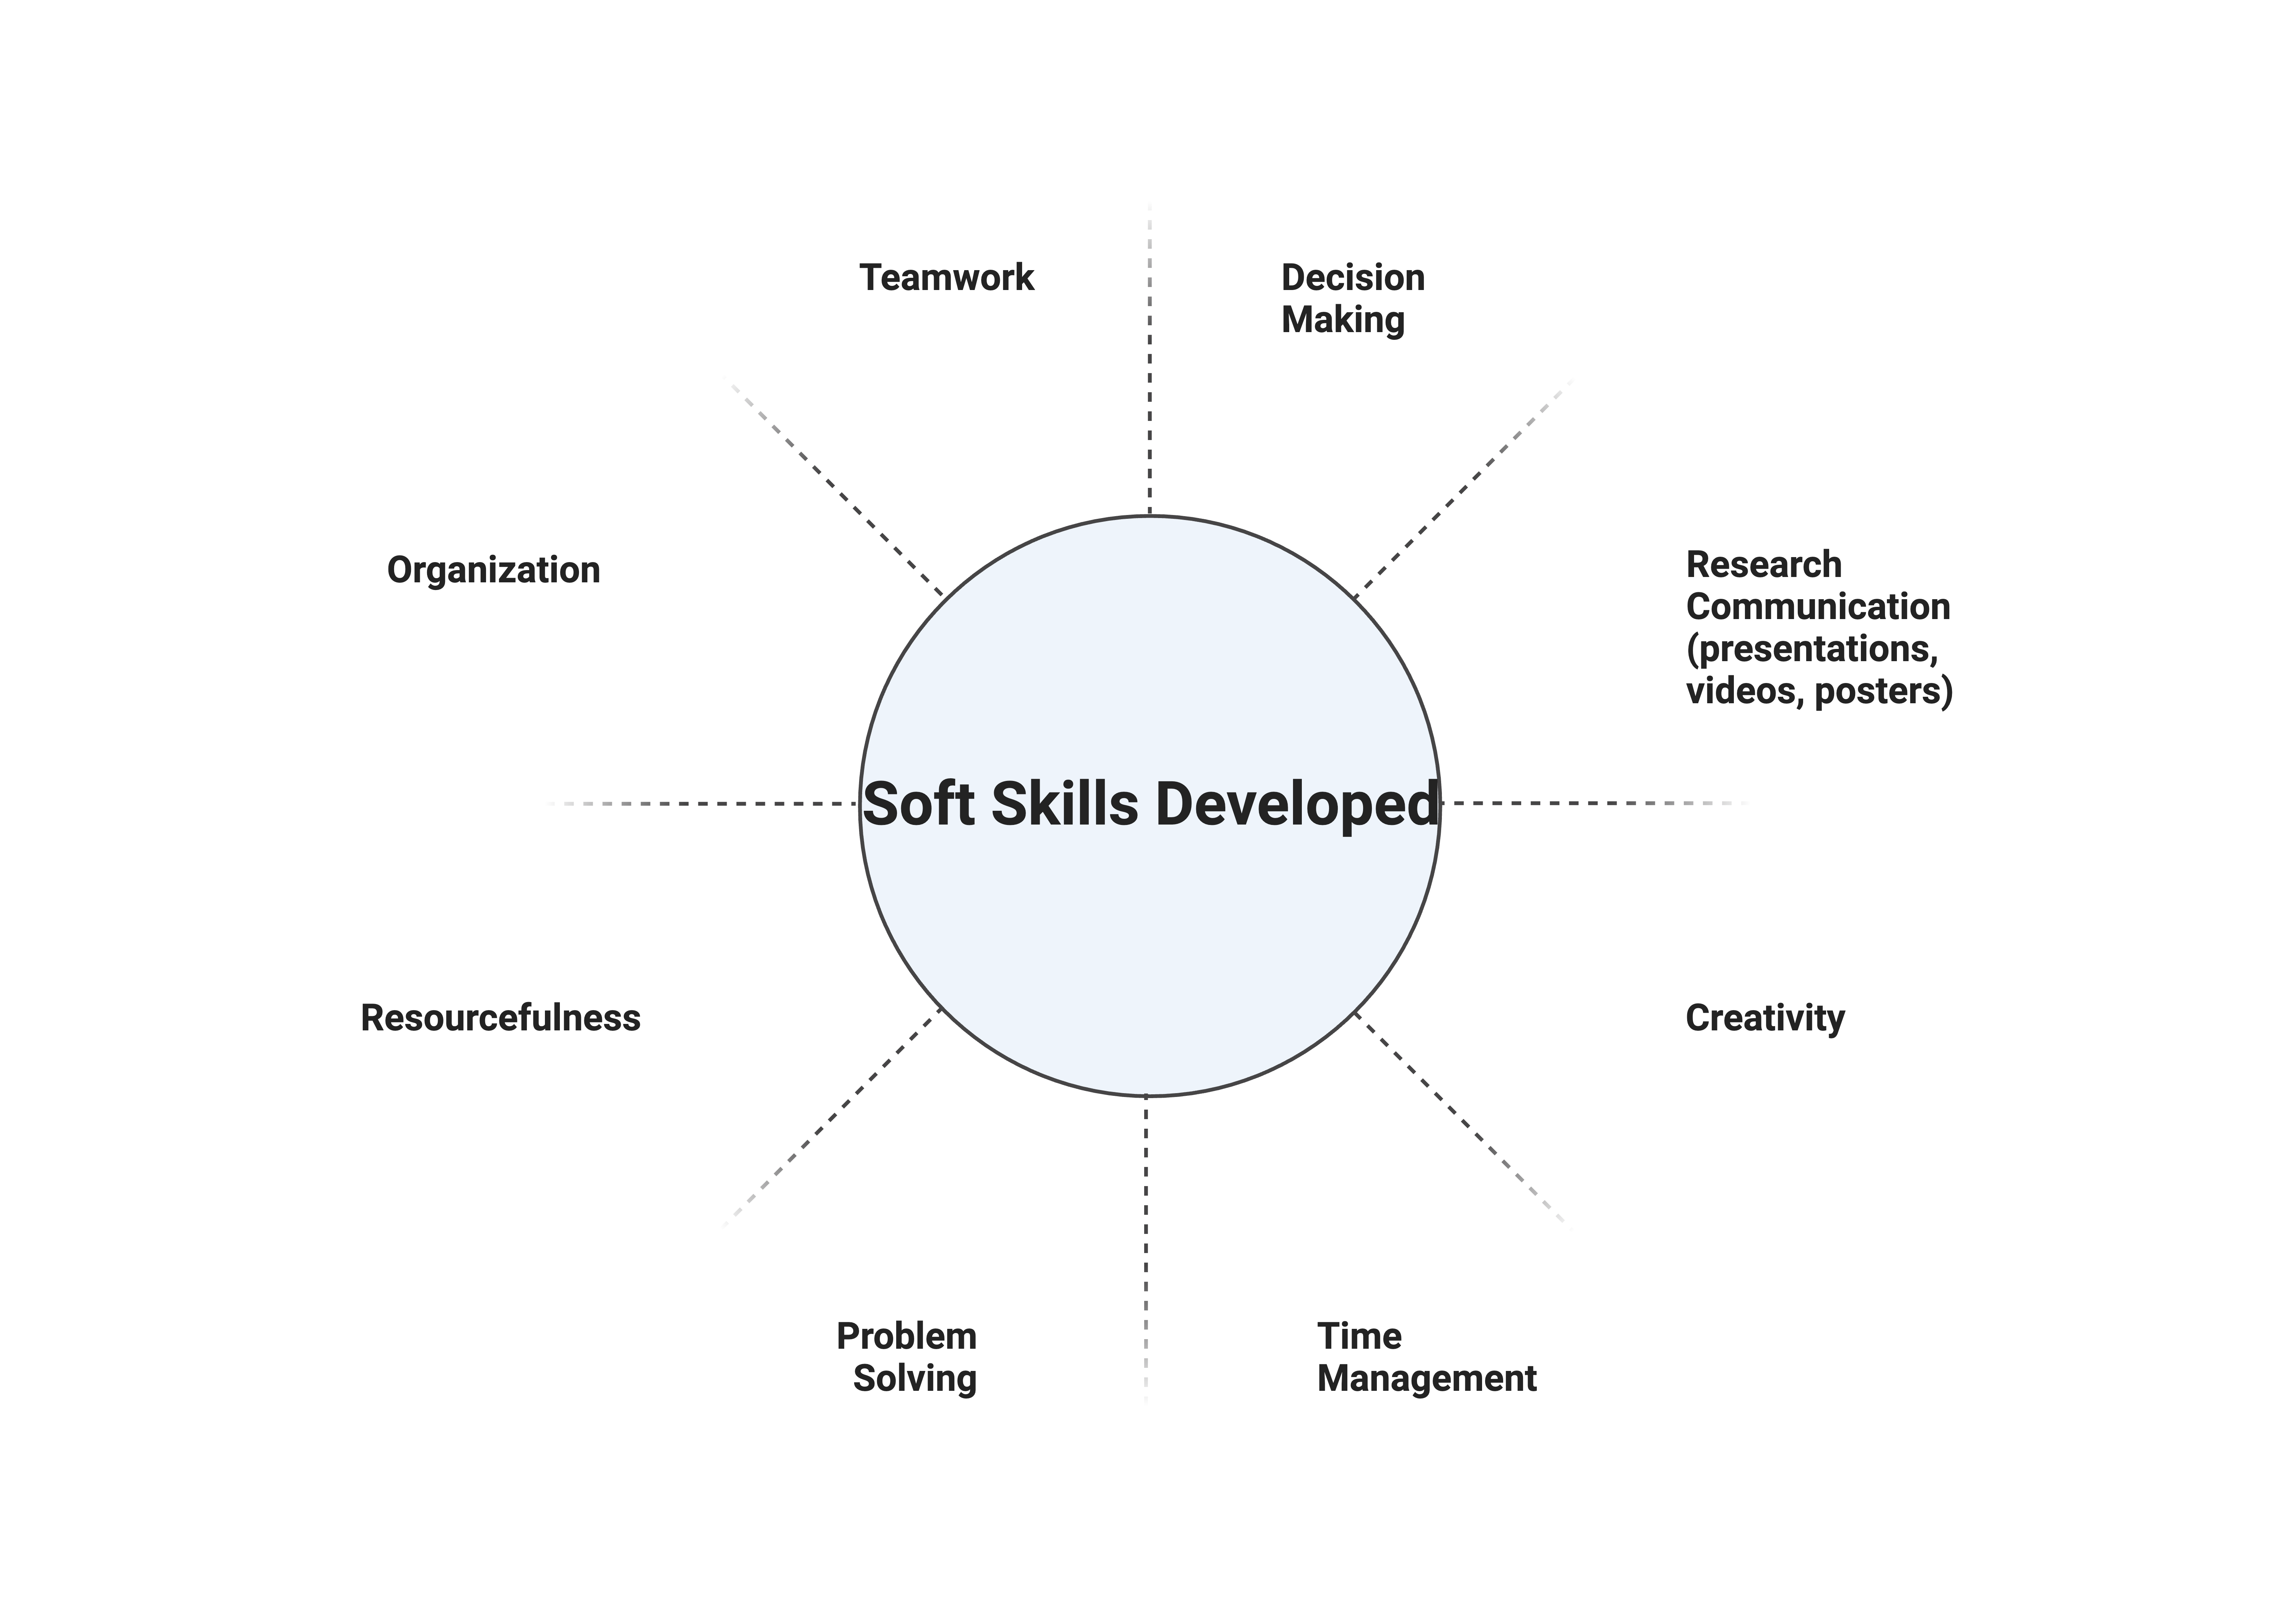 Teamwork
Decision
Making
Organization
Research
Communication
(presentations,
videos, posters)
Soft Skills Developed
Resourcefulness
Creativity
Problem
Solving
Time
Management